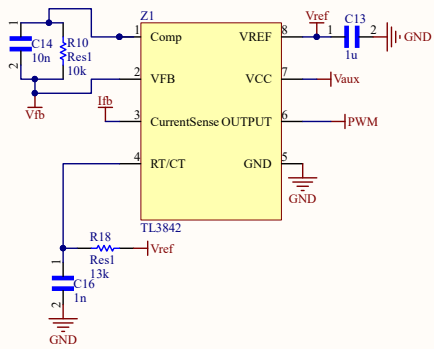 Z1
1
Comp
VREF
8
Vref
C13
1
2
GND
1u
1
C14
10n
2
R10
Res1
10k
Vfb
2
VFB
VCC
7
Vaux
Ifb
3
CurrentSense
OUTPUT
6
PWM
4
RT/CT
GND
5
GND
TL3842
R18
Res1
13k
Vref
1
C16
1n
2
GND